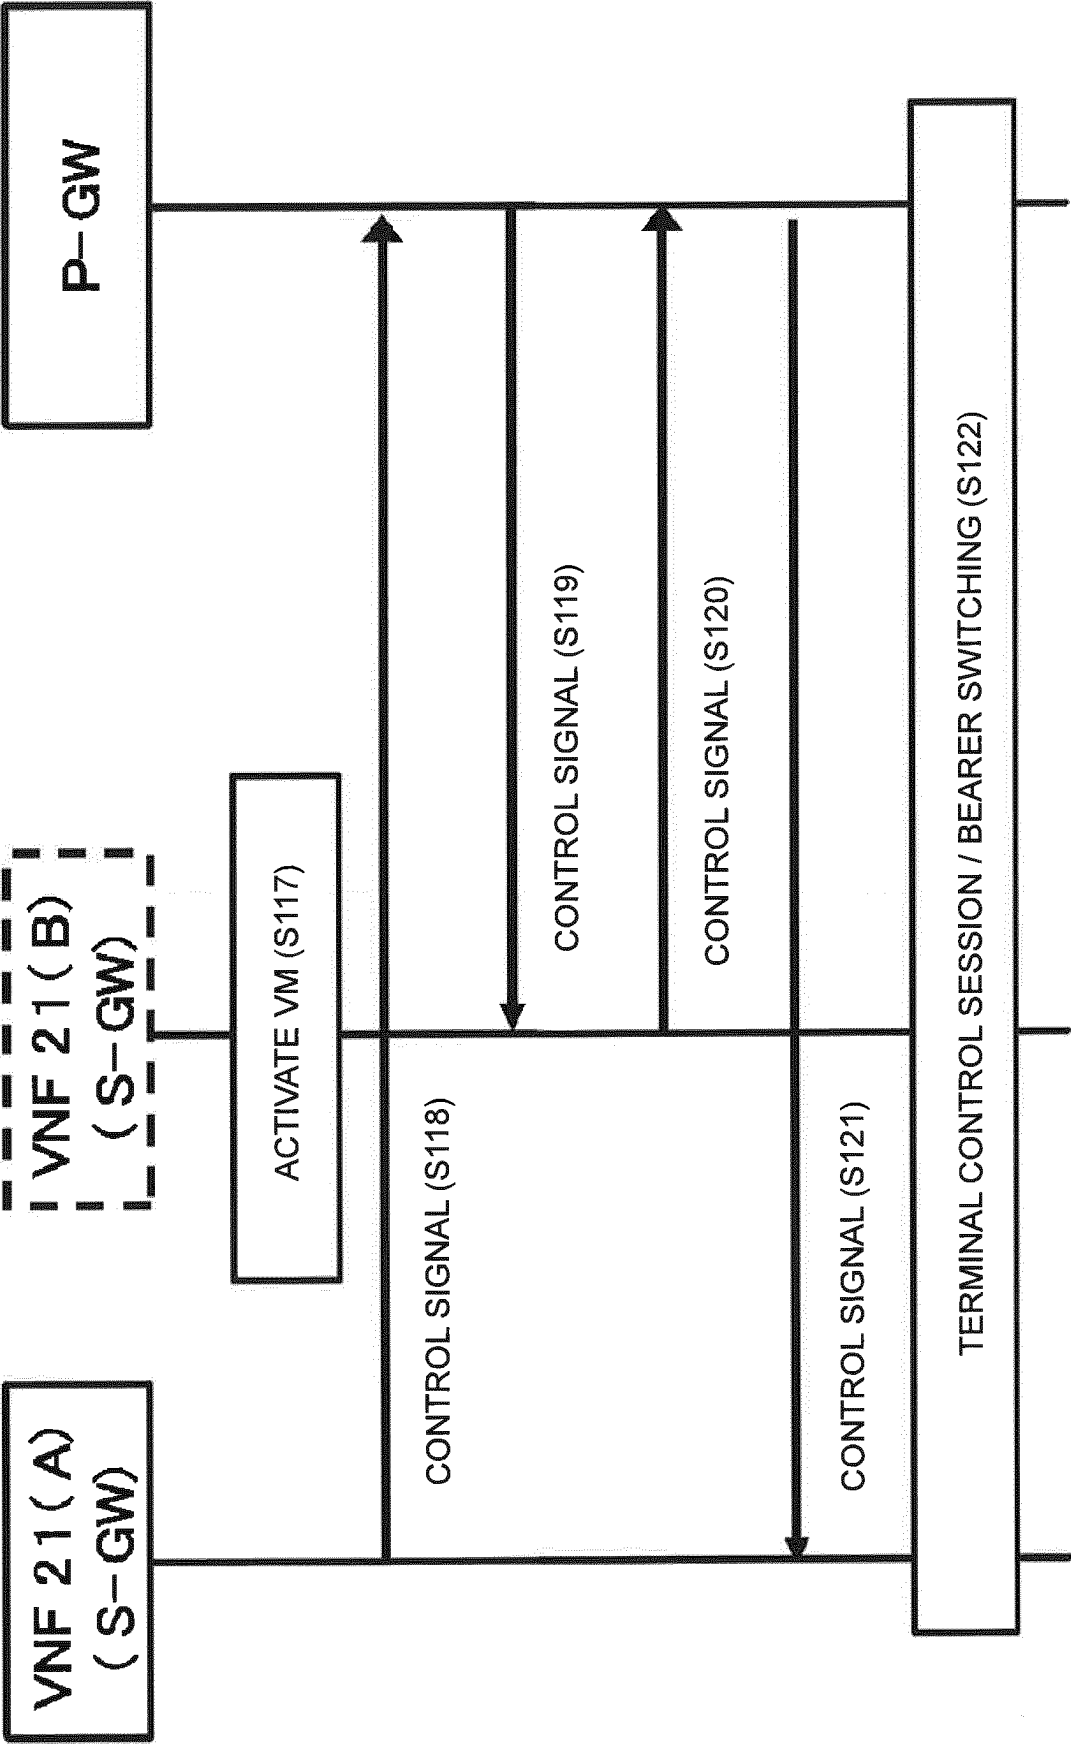 VNF 21(A)
(S-GW)
VNF 21(B)
(S-GW)
P-GW
ACTIVATE VM (S117)
CONTROL SIGNAL (S118)
CONTROL SIGNAL (S119)
CONTROL SIGNAL (S120)
CONTROL SIGNAL (S121)
TERMINAL CONTROL SESSION / BEARER SWITCHING (S122)